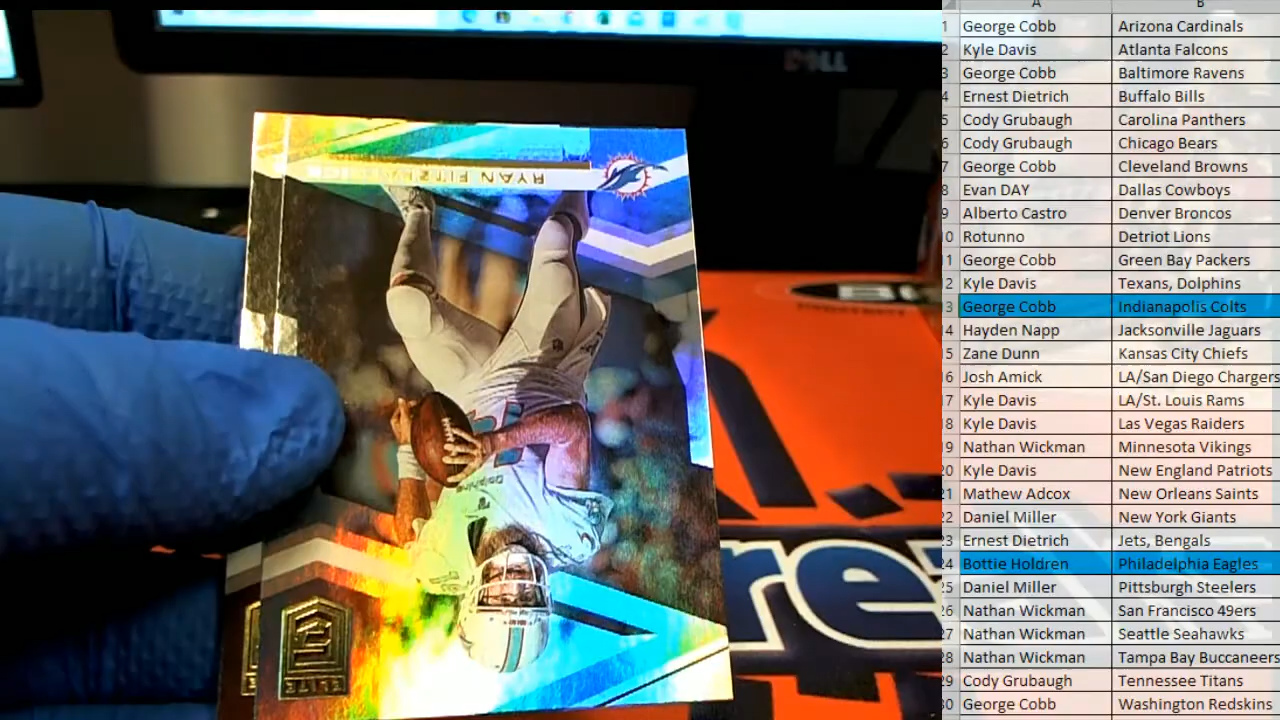 DELL
RYAN FITZ
Dolphins
ELITE
re
A B
1 George Cobb Arizona Cardinals
2 Kyle Davis Atlanta Falcons
3 George Cobb Baltimore Ravens
4 Ernest Dietrich Buffalo Bills
5 Cody Grubaugh Carolina Panthers
6 Cody Grubaugh Chicago Bears
7 George Cobb Cleveland Browns
8 Evan DAY Dallas Cowboys
9 Alberto Castro Denver Broncos
10 Rotunno Detriot Lions
11 George Cobb Green Bay Packers
12 Kyle Davis Texans, Dolphins
13 George Cobb Indianapolis Colts
14 Hayden Napp Jacksonville Jaguars
15 Zane Dunn Kansas City Chiefs
16 Josh Amick LA/San Diego Chargers
17 Kyle Davis LA/St. Louis Rams
18 Kyle Davis Las Vegas Raiders
19 Nathan Wickman Minnesota Vikings
20 Kyle Davis New England Patriots
21 Mathew Adcox New Orleans Saints
22 Daniel Miller New York Giants
23 Ernest Dietrich Jets, Bengals
24 Bottie Holdren Philadelphia Eagles
25 Daniel Miller Pittsburgh Steelers
26 Nathan Wickman San Francisco 49ers
27 Nathan Wickman Seattle Seahawks
28 Nathan Wickman Tampa Bay Buccaneers
29 Cody Grubaugh Tennessee Titans
30 George Cobb Washington Redskins